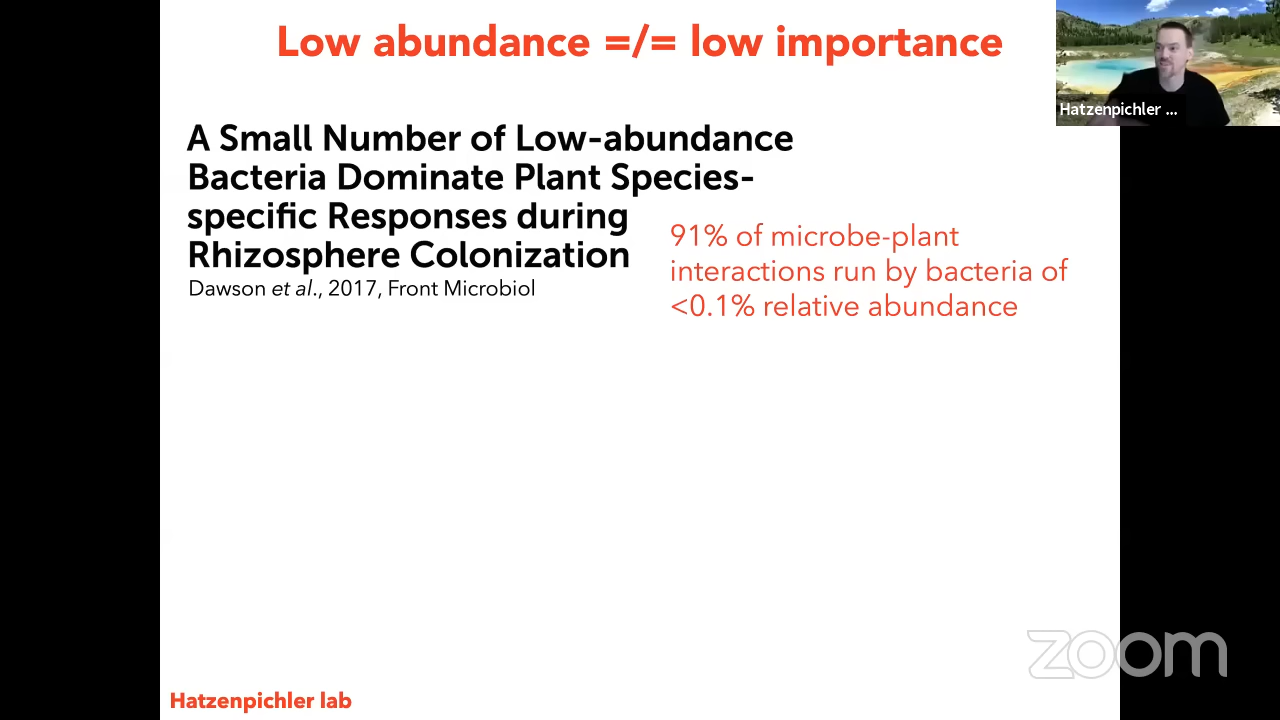 Low abundance =/= low importance
Hatzenpichler ...
A Small Number of Low-abundance
Bacteria Dominate Plant Species-
specific Responses during
Rhizosphere Colonization
Dawson et al., 2017, Front Microbiol
91% of microbe-plant
interactions run by bacteria of
<0.1% relative abundance
zoom
Hatzenpichler lab